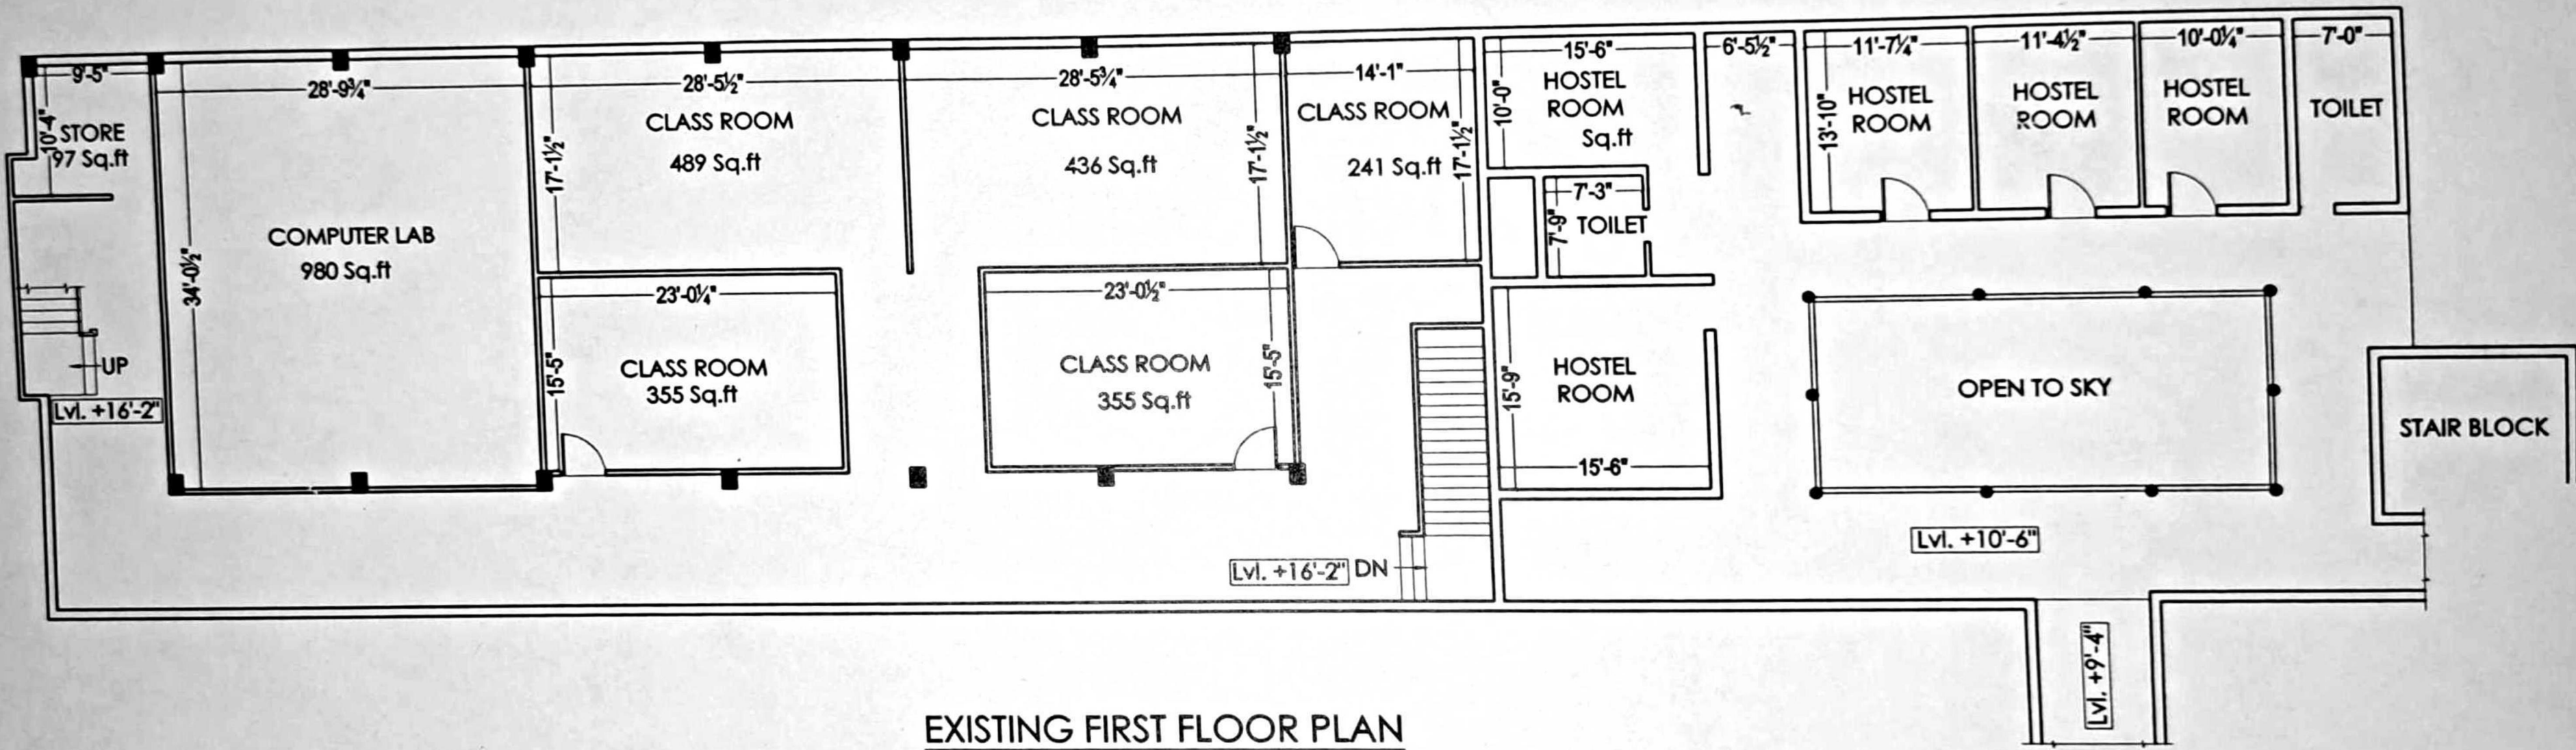 9'-5"
28'-9¾"
28'-5½"
28'-5¾"
14'-1"
15'-6"
6'-5½"
11'-7¼"
11'-4½"
10'-0¼"
7'-0"
10'-4"
STORE
97 Sq.ft
34'-0½"
COMPUTER LAB
980 Sq.ft
17'-1½"
CLASS ROOM
489 Sq.ft
CLASS ROOM
436 Sq.ft
17'-1½"
CLASS ROOM
241 Sq.ft
17'-1½"
10'-0"
HOSTEL
ROOM
Sq.ft
13'-10"
HOSTEL
ROOM
HOSTEL
ROOM
HOSTEL
ROOM
TOILET
7'-3"
7'-9"
TOILET
UP
Lvl. +16'-2"
23'-0¼"
15'-5"
CLASS ROOM
355 Sq.ft
23'-0½"
CLASS ROOM
355 Sq.ft
15'-5"
15'-9"
HOSTEL
ROOM
15'-6"
OPEN TO SKY
STAIR BLOCK
Lvl. +16'-2" DN
Lvl. +10'-6"
Lvl. +9'-4"
EXISTING FIRST FLOOR PLAN